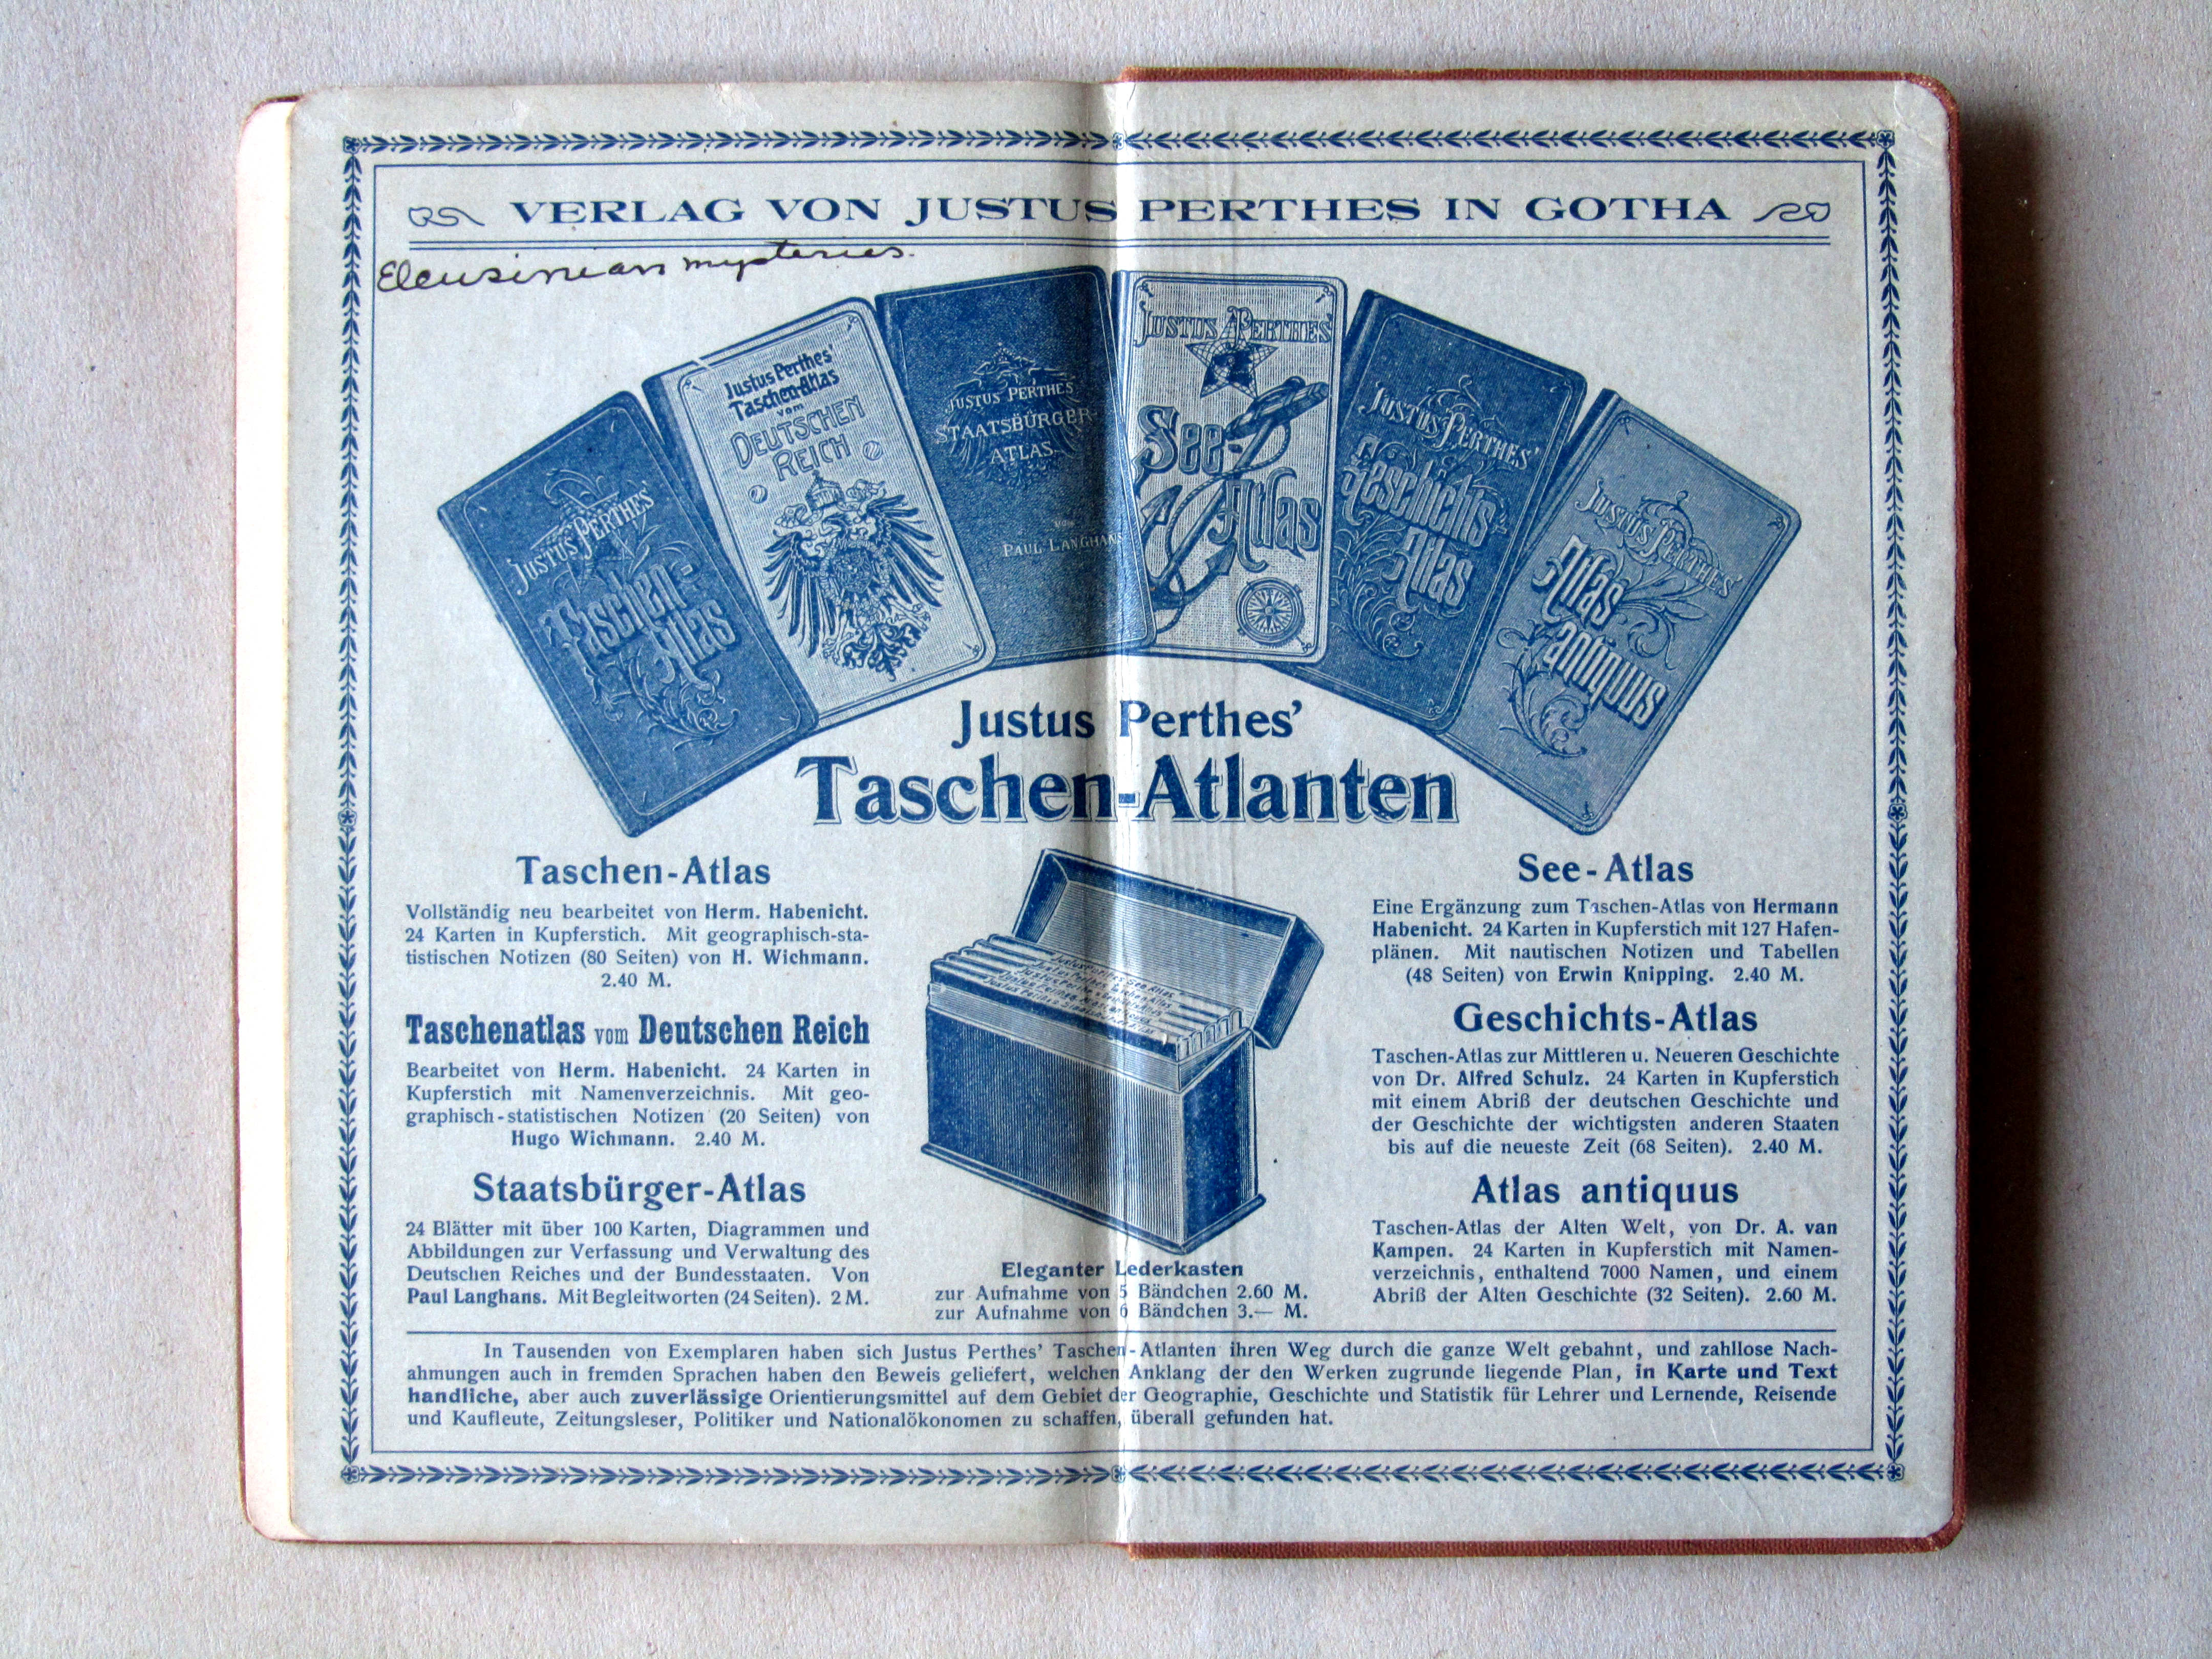 VERLAG VON JUSTUS PERTHES IN GOTHA
Eleusinian mysteries.
JUSTUS PERTHES'
Taschen-
Atlas
Justus Perthes'
Taschen-Atlas
vom
DEUTSCHEN
REICH
JUSTUS PERTHES'
STAATSBÜRGER-
ATLAS
VON
PAUL LANGHANS
JUSTUS PERTHES'
See-
Atlas
JUSTUS PERTHES'
Geschichts
Atlas
JUSTUS PERTHES'
Atlas
antiquus
Justus Perthes'
Taschen-Atlanten
Taschen-Atlas
Vollständig neu bearbeitet von Herm. Habenicht.
24 Karten in Kupferstich. Mit geographisch-sta-
tistischen Notizen (80 Seiten) von H. Wichmann.
2.40 M.
Taschenatlas vom Deutschen Reich
Bearbeitet von Herm. Habenicht. 24 Karten in
Kupferstich mit Namenverzeichnis. Mit geo-
graphisch-statistischen Notizen (20 Seiten) von
Hugo Wichmann. 2.40 M.
Staatsbürger-Atlas
24 Blätter mit über 100 Karten, Diagrammen und
Abbildungen zur Verfassung und Verwaltung des
Deutschen Reiches und der Bundesstaaten. Von
Paul Langhans. Mit Begleitworten (24 Seiten). 2 M.
Eleganter Lederkasten
zur Aufnahme von 5 Bändchen 2.60 M.
zur Aufnahme von 6 Bändchen 3.— M.
See-Atlas
Eine Ergänzung zum Taschen-Atlas von Hermann
Habenicht. 24 Karten in Kupferstich mit 127 Hafen-
plänen. Mit nautischen Notizen und Tabellen
(48 Seiten) von Erwin Knipping. 2.40 M.
Geschichts-Atlas
Taschen-Atlas zur Mittleren u. Neueren Geschichte
von Dr. Alfred Schulz. 24 Karten in Kupferstich
mit einem Abriß der deutschen Geschichte und
der Geschichte der wichtigsten anderen Staaten
bis auf die neueste Zeit (68 Seiten). 2.40 M.
Atlas antiquus
Taschen-Atlas der Alten Welt, von Dr. A. van
Kampen. 24 Karten in Kupferstich mit Namen-
verzeichnis, enthaltend 7000 Namen, und einem
Abriß der Alten Geschichte (32 Seiten). 2.60 M.
In Tausenden von Exemplaren haben sich Justus Perthes' Taschen-Atlanten ihren Weg durch die ganze Welt gebahnt, und zahllose Nach-
ahmungen auch in fremden Sprachen haben den Beweis geliefert, welchen Anklang der den Werken zugrunde liegende Plan, in Karte und Text
handliche, aber auch zuverlässige Orientierungsmittel auf dem Gebiet der Geographie, Geschichte und Statistik für Lehrer und Lernende, Reisende
und Kaufleute, Zeitungsleser, Politiker und Nationalökonomen zu schaffen, überall gefunden hat.